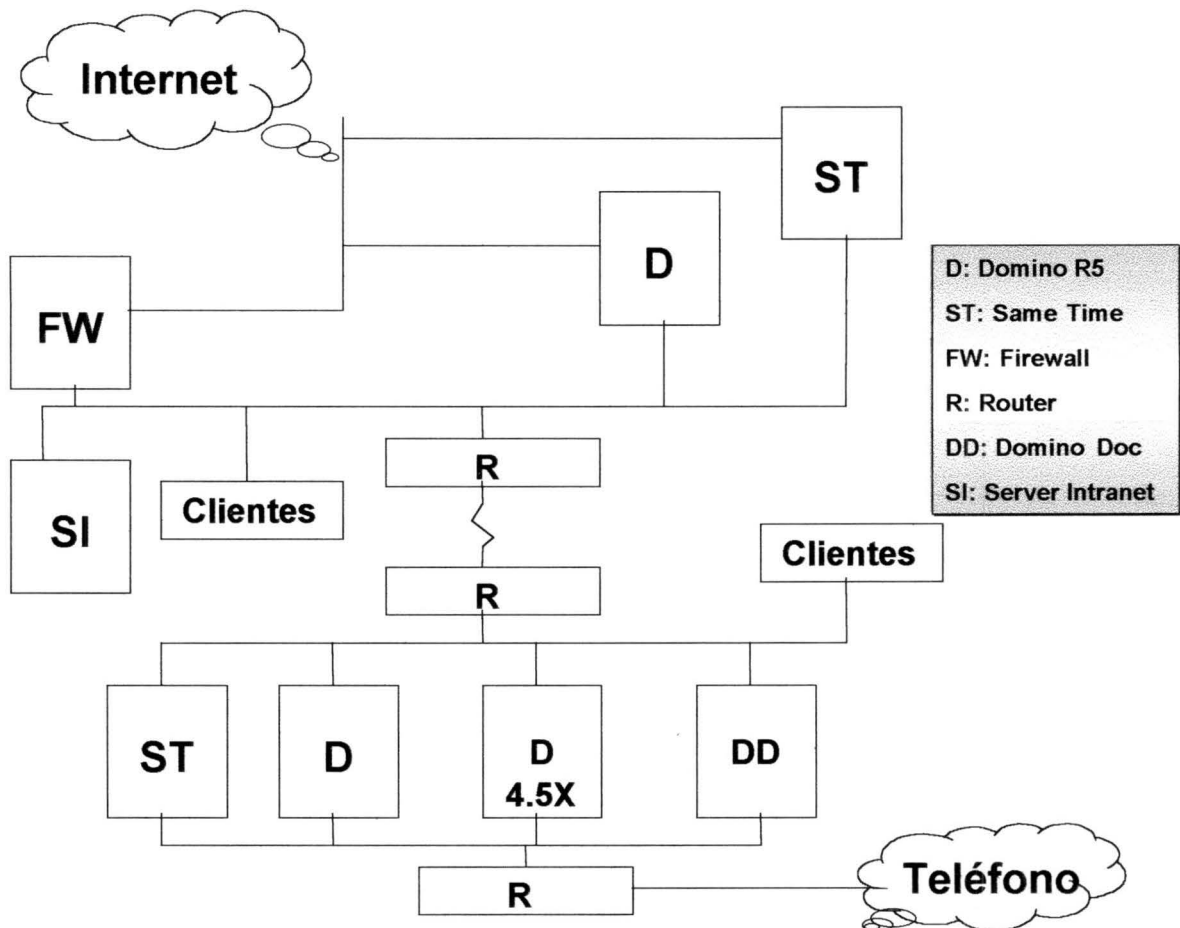 Internet
ST
D
FW
D: Domino R5
ST: Same Time
FW: Firewall
R: Router
DD: Domino Doc
SI: Server Intranet
R
Clientes
SI
Clientes
R
ST
D
D
4.5X
DD
R
Teléfono